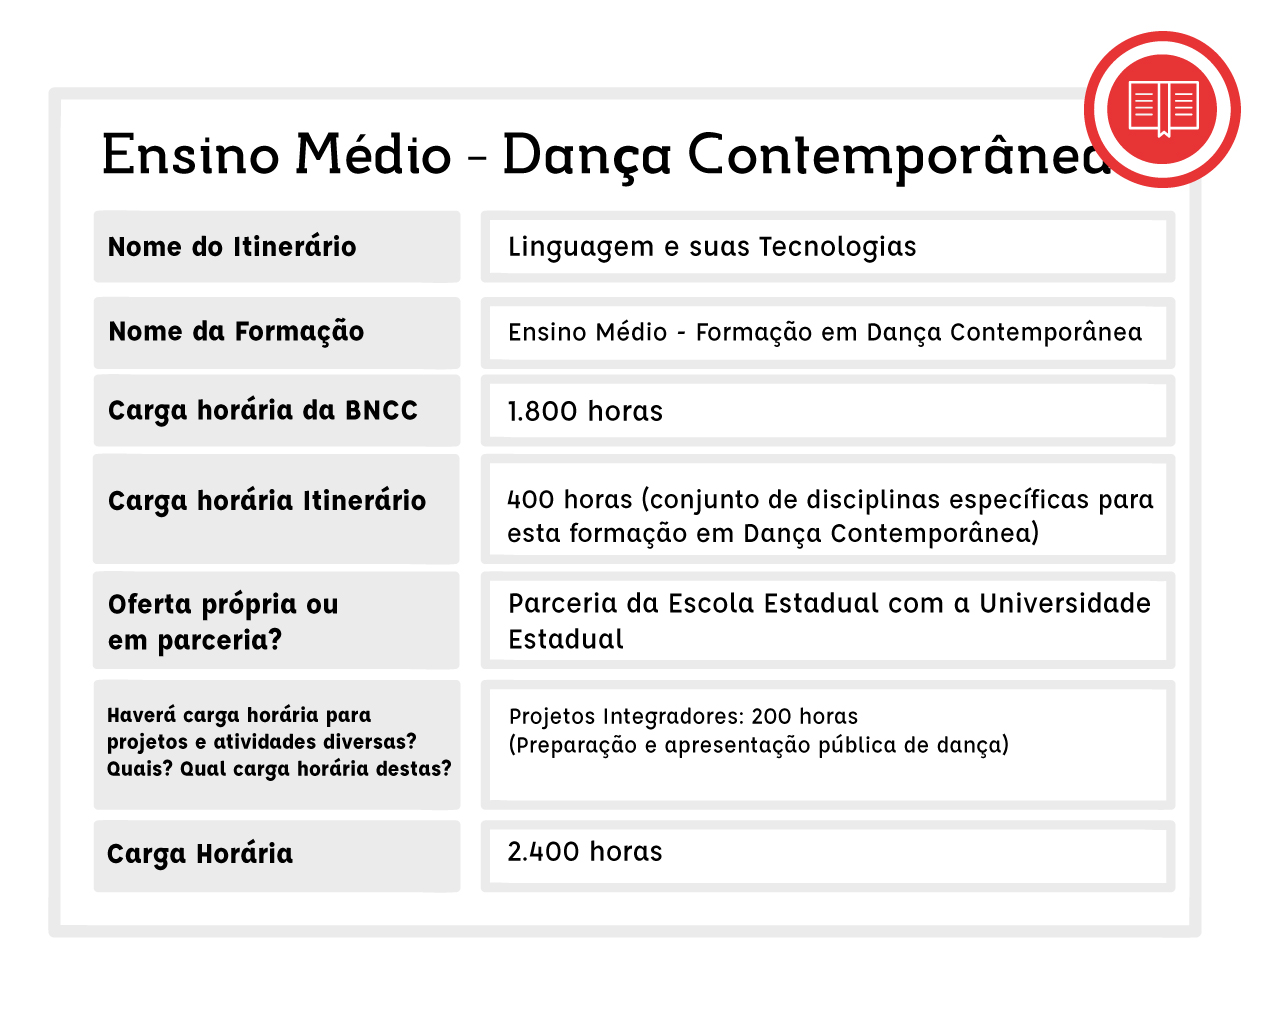 Ensino Médio - Dança Contemporânea
Nome do Itinerário
Linguagem e suas Tecnologias
Nome da Formação
Ensino Médio - Formação em Dança Contemporânea
Carga horária da BNCC
1.800 horas
Carga horária Itinerário
400 horas (conjunto de disciplinas específicas para
esta formação em Dança Contemporânea)
Oferta própria ou
em parceria?
Parceria da Escola Estadual com a Universidade
Estadual
Haverá carga horária para
projetos e atividades diversas?
Quais? Qual carga horária destas?
Projetos Integradores: 200 horas
(Preparação e apresentação pública de dança)
Carga Horária
2.400 horas